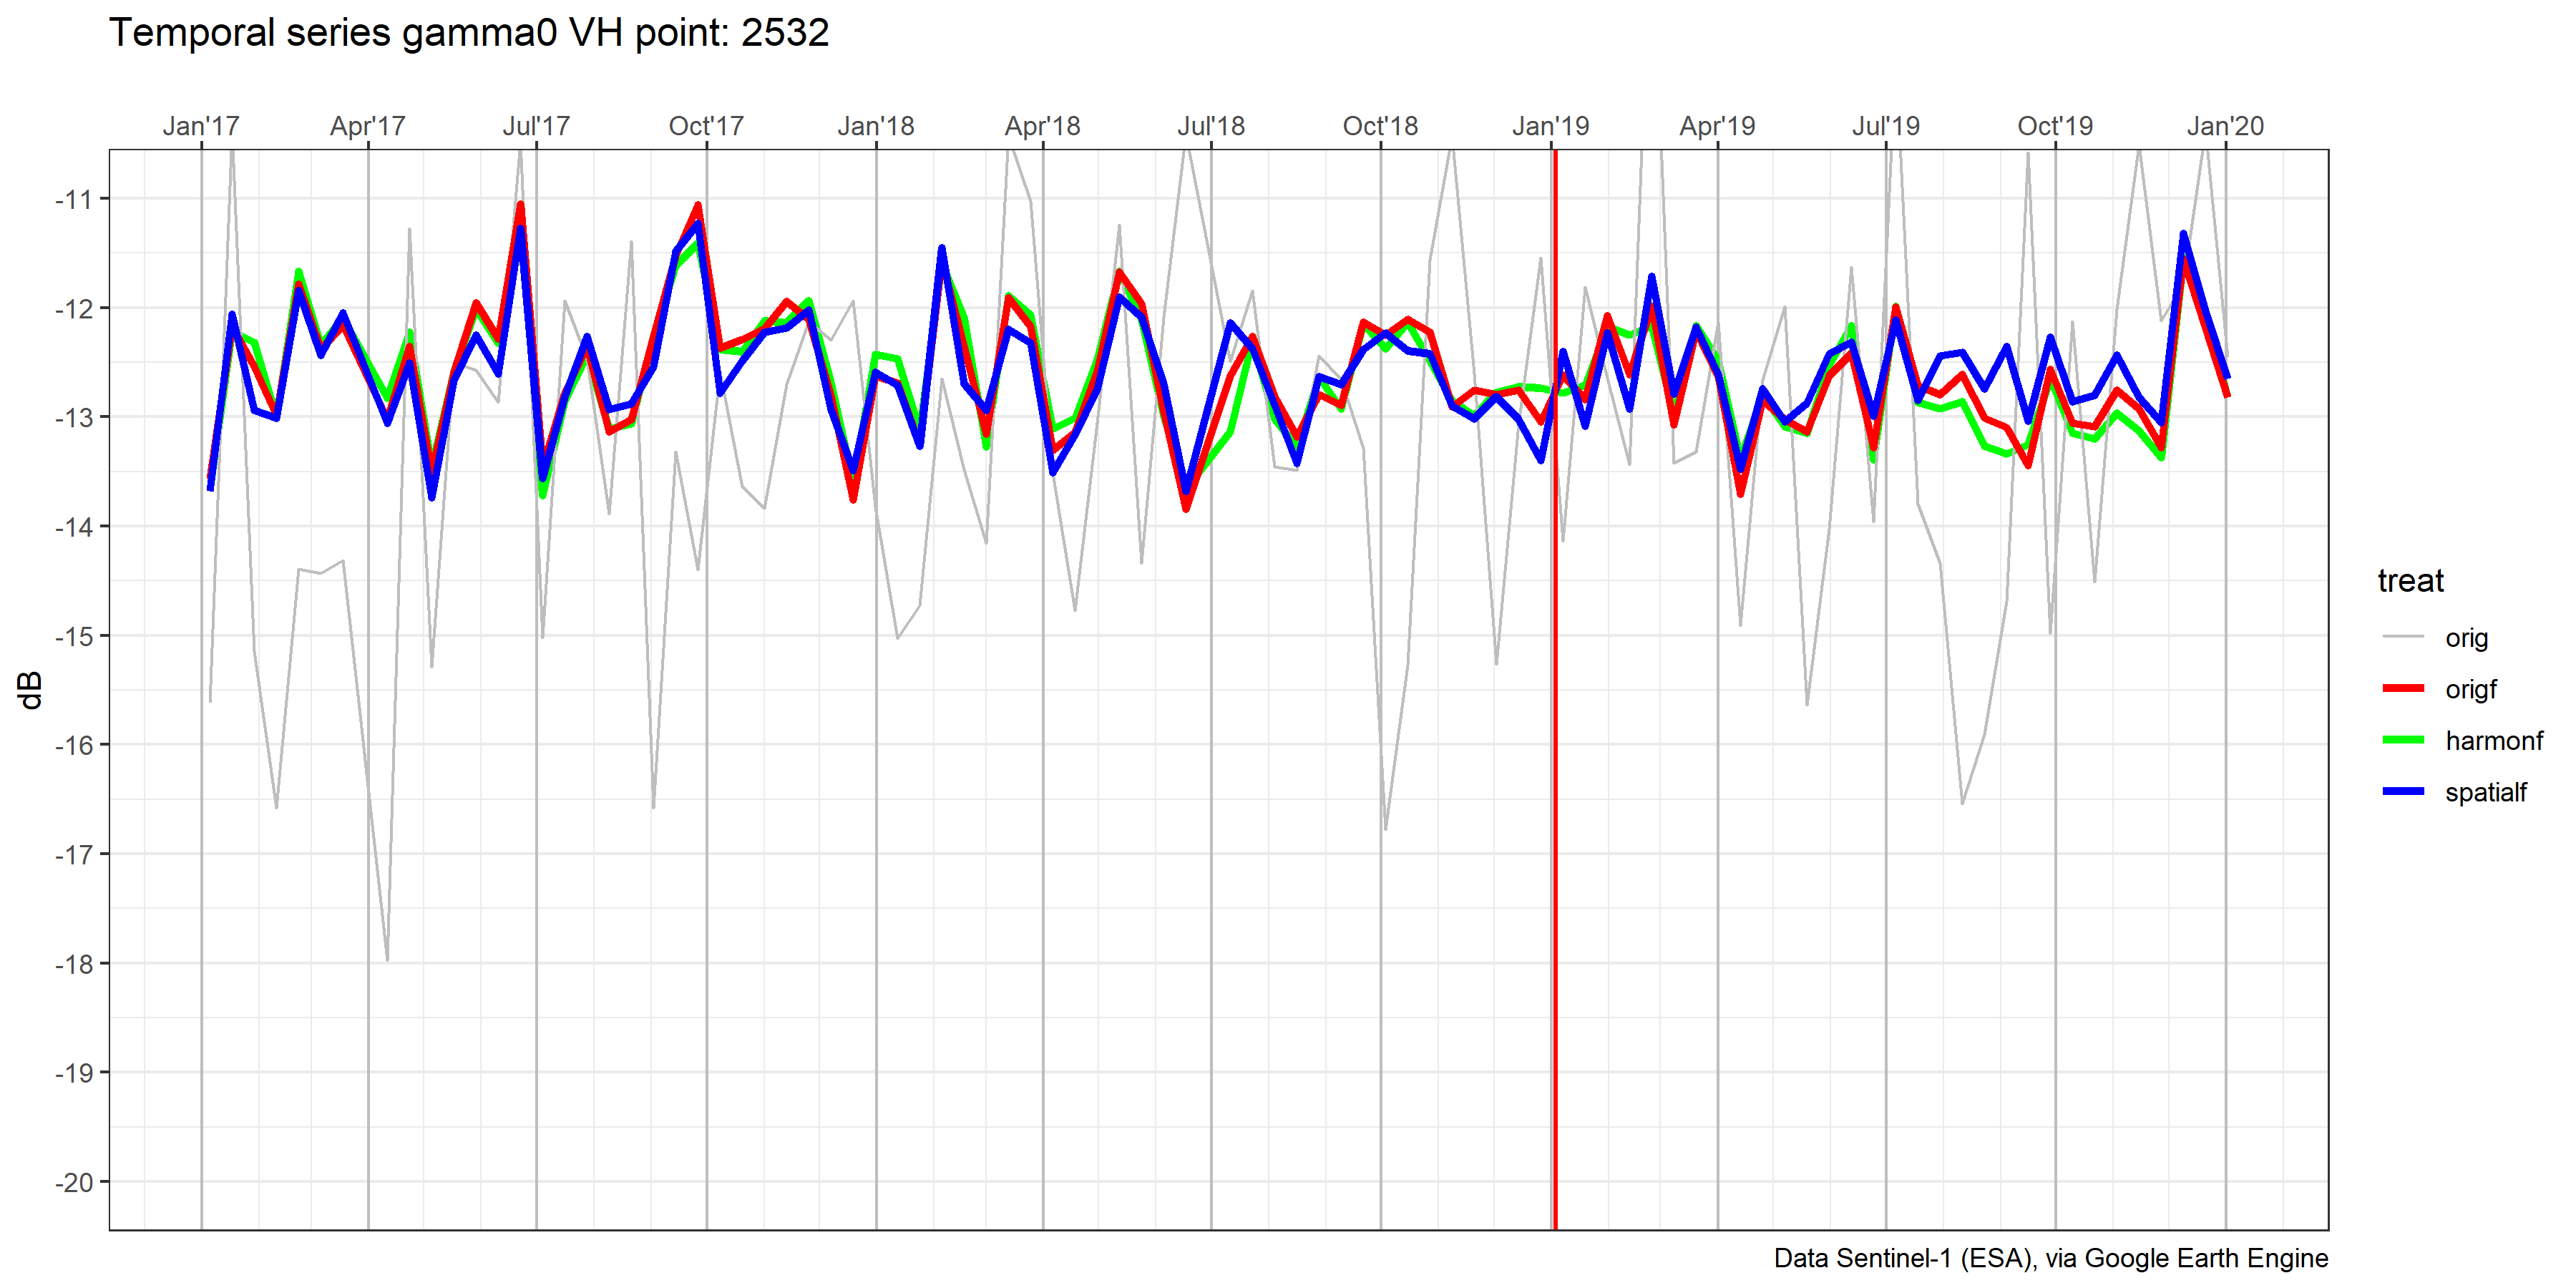 Temporal series gamma0 VH point: 2532
Jan'17 Apr'17 Jul'17 Oct'17 Jan'18 Apr'18 Jul'18 Oct'18 Jan'19 Apr'19 Jul'19 Oct'19 Jan'20
-11
-12
-13
-14
-15
-16
-17
-18
-19
-20
dB
treat
orig
origf
harmonf
spatialf
Data Sentinel-1 (ESA), via Google Earth Engine